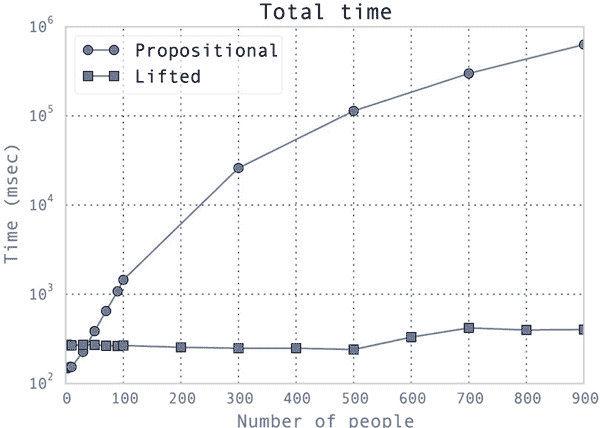 Total time
10^6
10^5
10^4
10^3
10^2
Time (msec)
Propositional
Lifted
0 100 200 300 400 500 600 700 800 900
Number of people